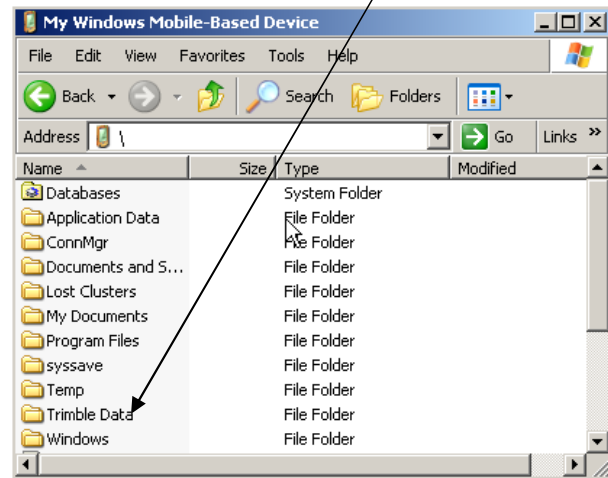 My Windows Mobile-Based Device
File Edit View Favorites Tools Help
Back Search Folders
Address \ Go Links »
Name Size Type Modified
Databases System Folder
Application Data File Folder
ConnMgr File Folder
Documents and S... File Folder
Lost Clusters File Folder
My Documents File Folder
Program Files File Folder
syssave File Folder
Temp File Folder
Trimble Data File Folder
Windows File Folder